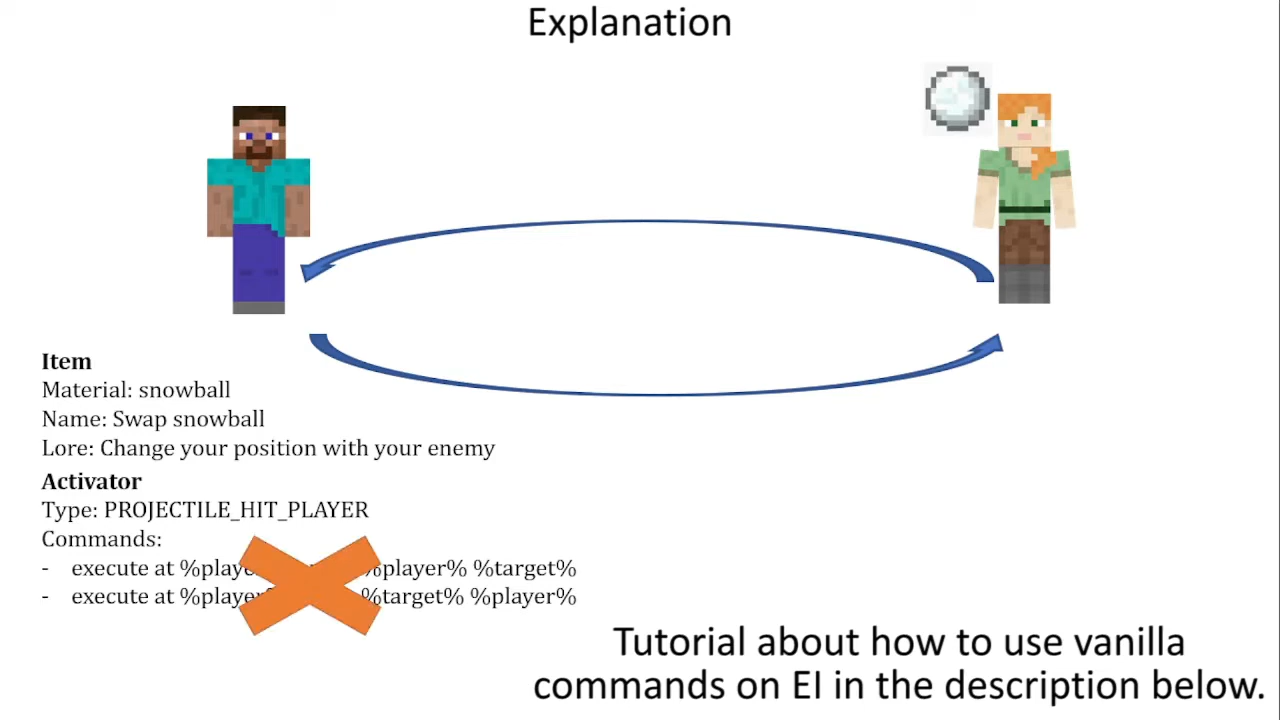 Explanation
Item
Material: snowball
Name: Swap snowball
Lore: Change your position with your enemy
Activator
Type: PROJECTILE_HIT_PLAYER
Commands:
- execute at %player% %target%
- execute at %target% %player%
Tutorial about how to use vanilla
commands on EI in the description below.